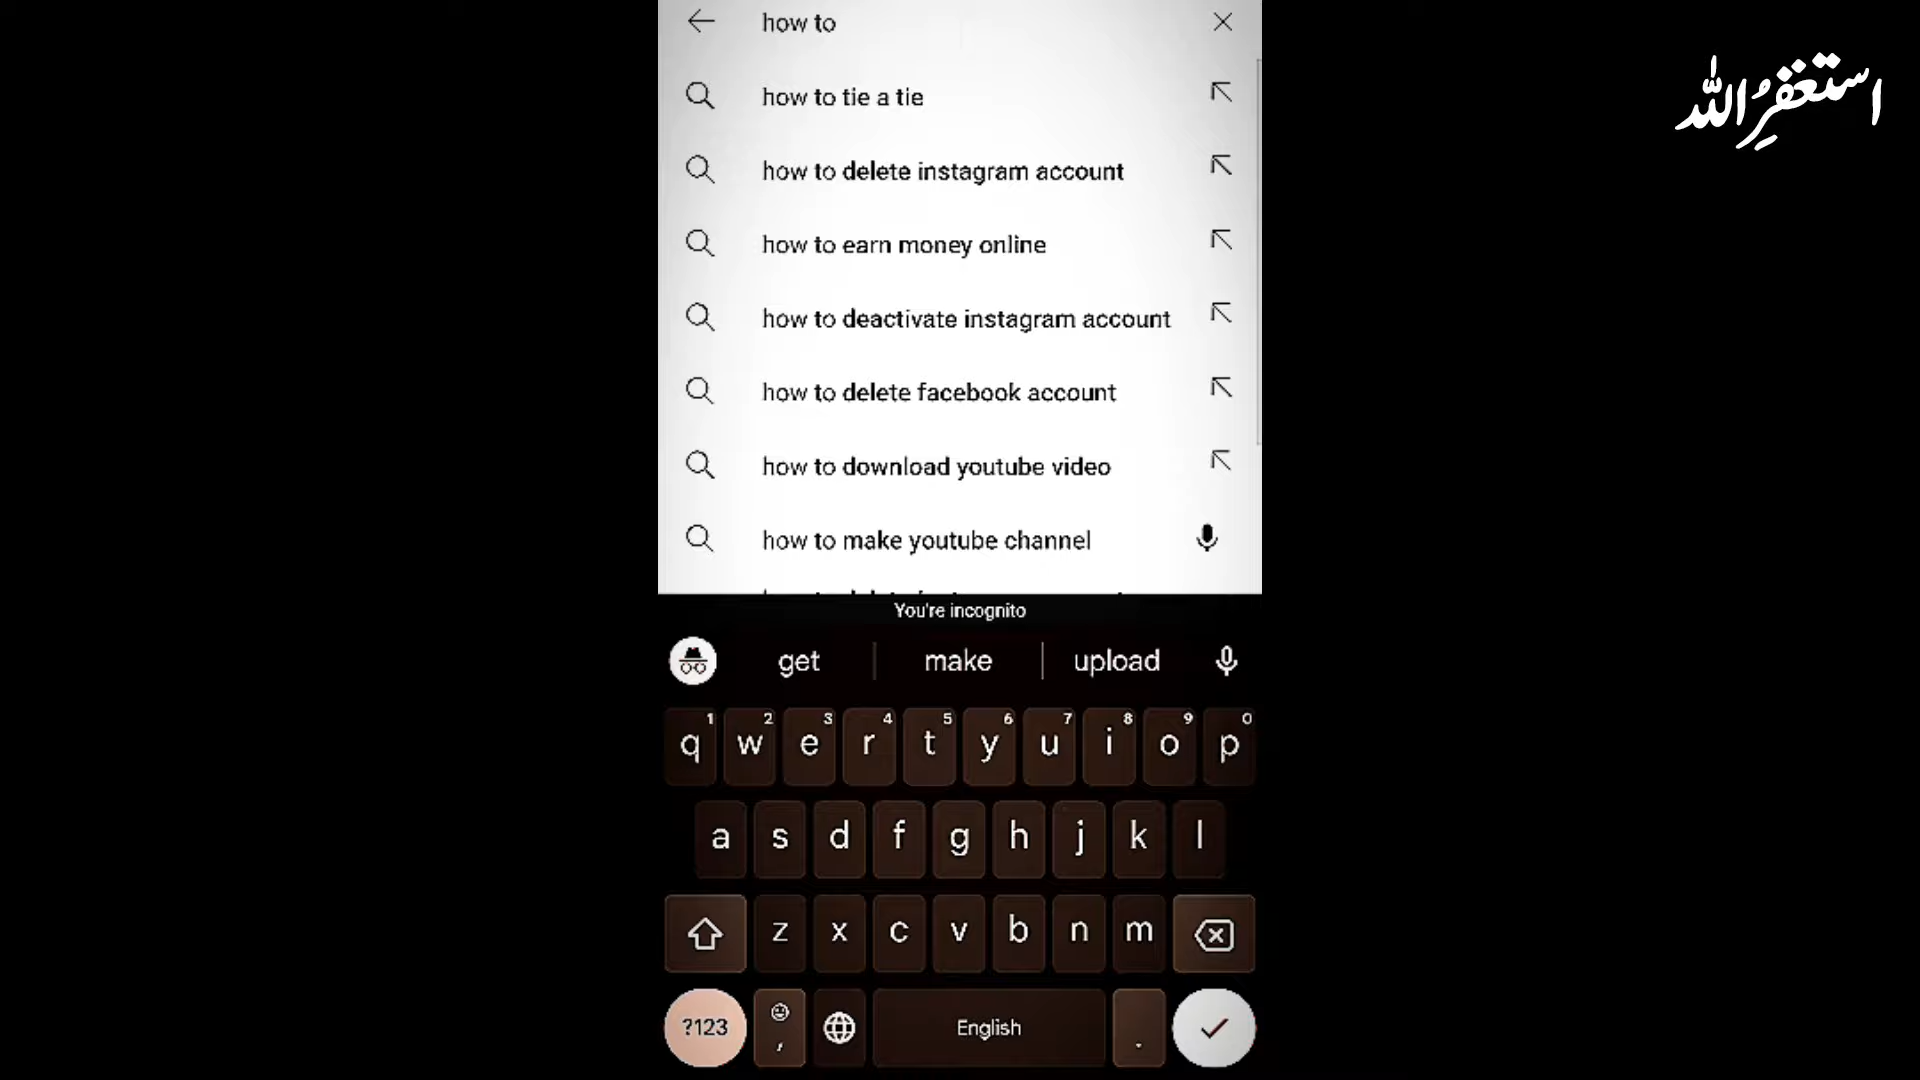 how to
استغفرُالله
how to tie a tie
how to delete instagram account
how to earn money online
how to deactivate instagram account
how to delete facebook account
how to download youtube video
how to make youtube channel
You're incognito
get make upload
1 2 3 4 5 6 7 8 9 0
q w e r t y u i o p
a s d f g h j k l
z x c v b n m
?123 , English .